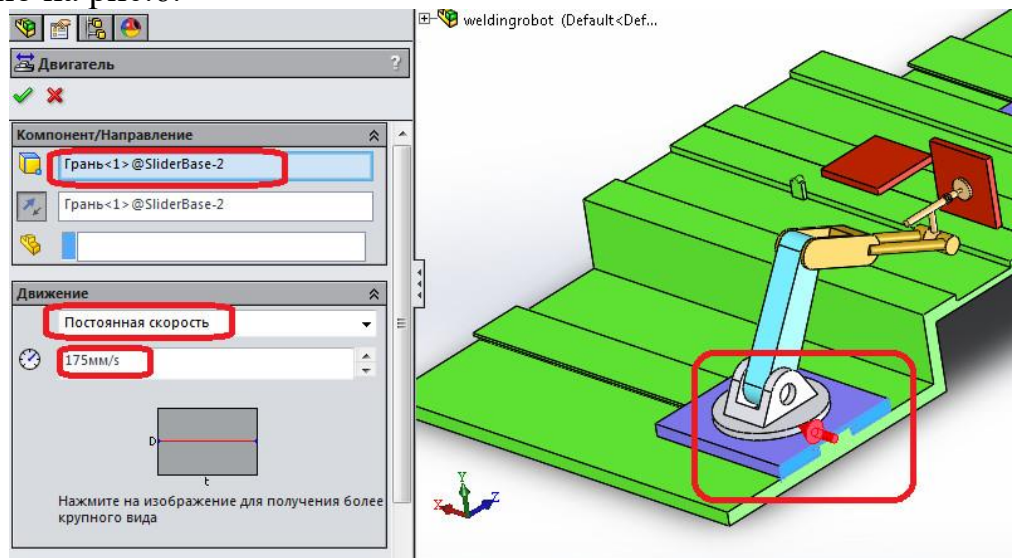 weldingrobot (Default<Def...
Двигатель
?
Компонент/Направление
Грань<1>@SliderBase-2
Грань<1>@SliderBase-2
Движение
Постоянная скорость
175мм/s
D
t
Нажмите на изображение для получения более
крупного вида
Y
X
Z